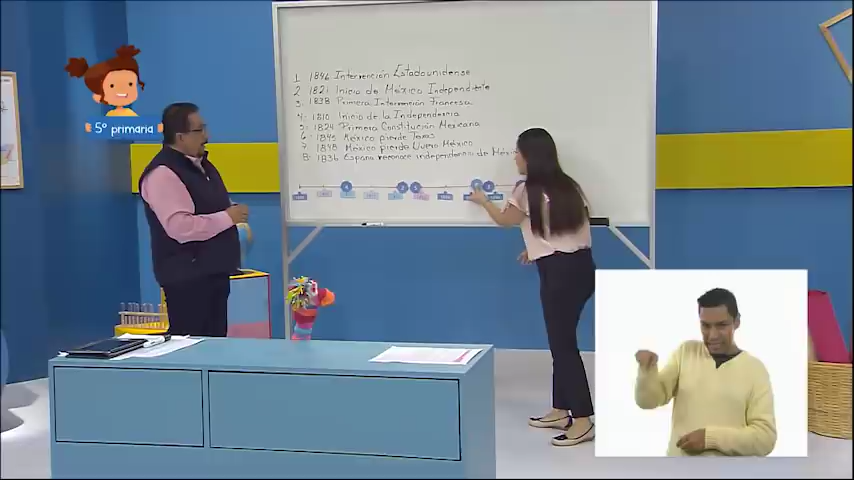 5° primaria
1. 1846 Intervención Estadounidense
2. 1821 Inicio de México Independiente
3. 1838 Primera Intervención Francesa
4. 1810 Inicio de la Independencia
5. 1824 Primera Constitución Mexicana
6. 1845 México pierde Texas
7. 1848 México pierde Nuevo México
8. 1836 España reconoce independencia de México